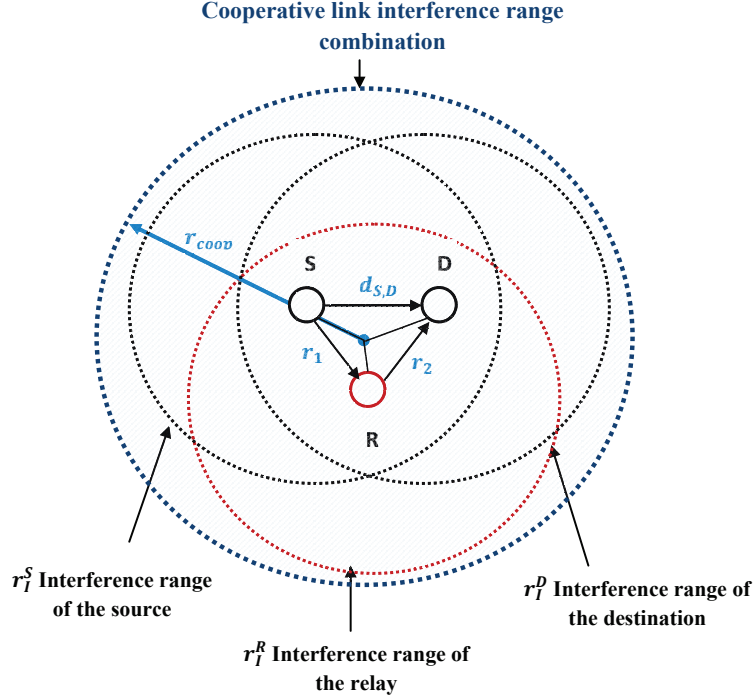 Cooperative link interference range
combination
r_coop
S
D
d_{S,D}
r_1
r_2
R
r_I^S Interference range
of the source
r_I^D Interference range of
the destination
r_I^R Interference range of
the relay